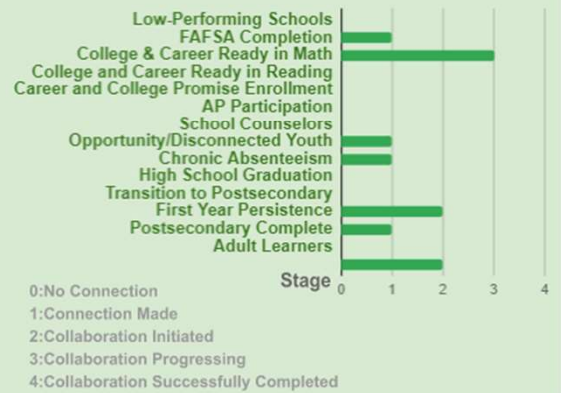 Low-Performing Schools
FAFSA Completion
College & Career Ready in Math
College and Career Ready in Reading
Career and College Promise Enrollment
AP Participation
School Counselors
Opportunity/Disconnected Youth
Chronic Absenteeism
High School Graduation
Transition to Postsecondary
First Year Persistence
Postsecondary Complete
Adult Learners
Stage 0 1 2 3 4
0:No Connection
1:Connection Made
2:Collaboration Initiated
3:Collaboration Progressing
4:Collaboration Successfully Completed